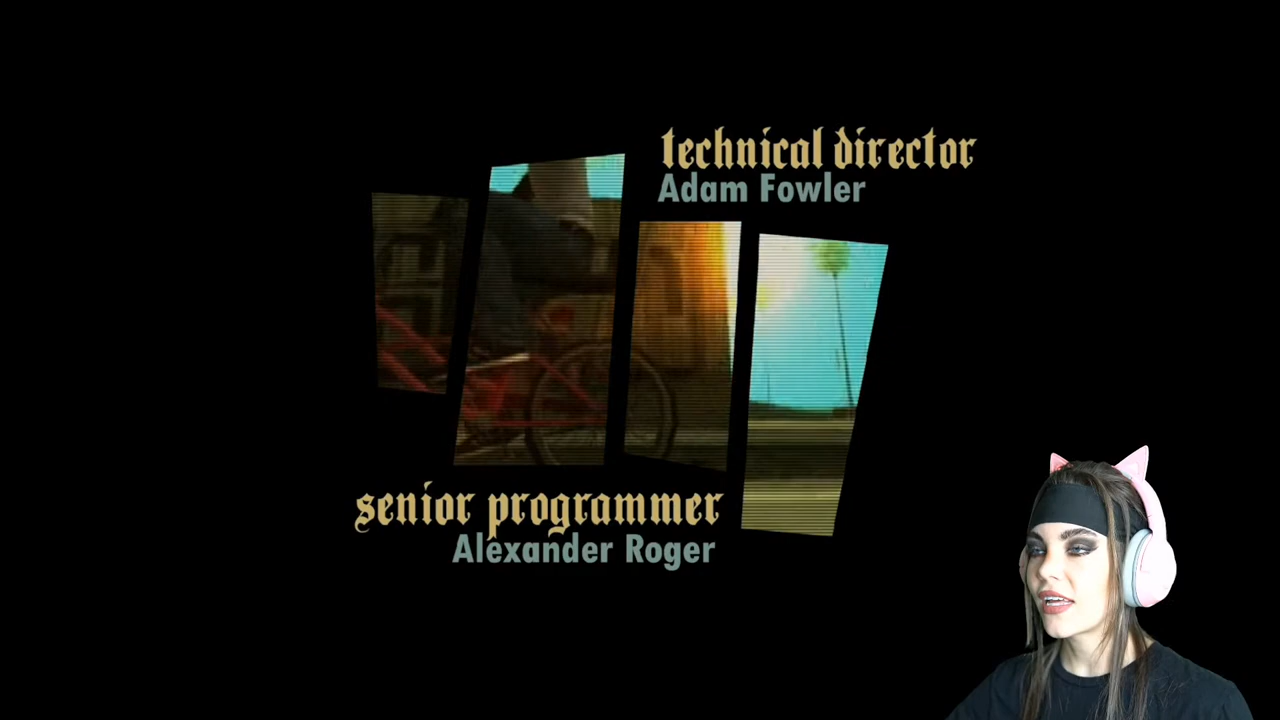 technical director
Adam Fowler
senior programmer
Alexander Roger